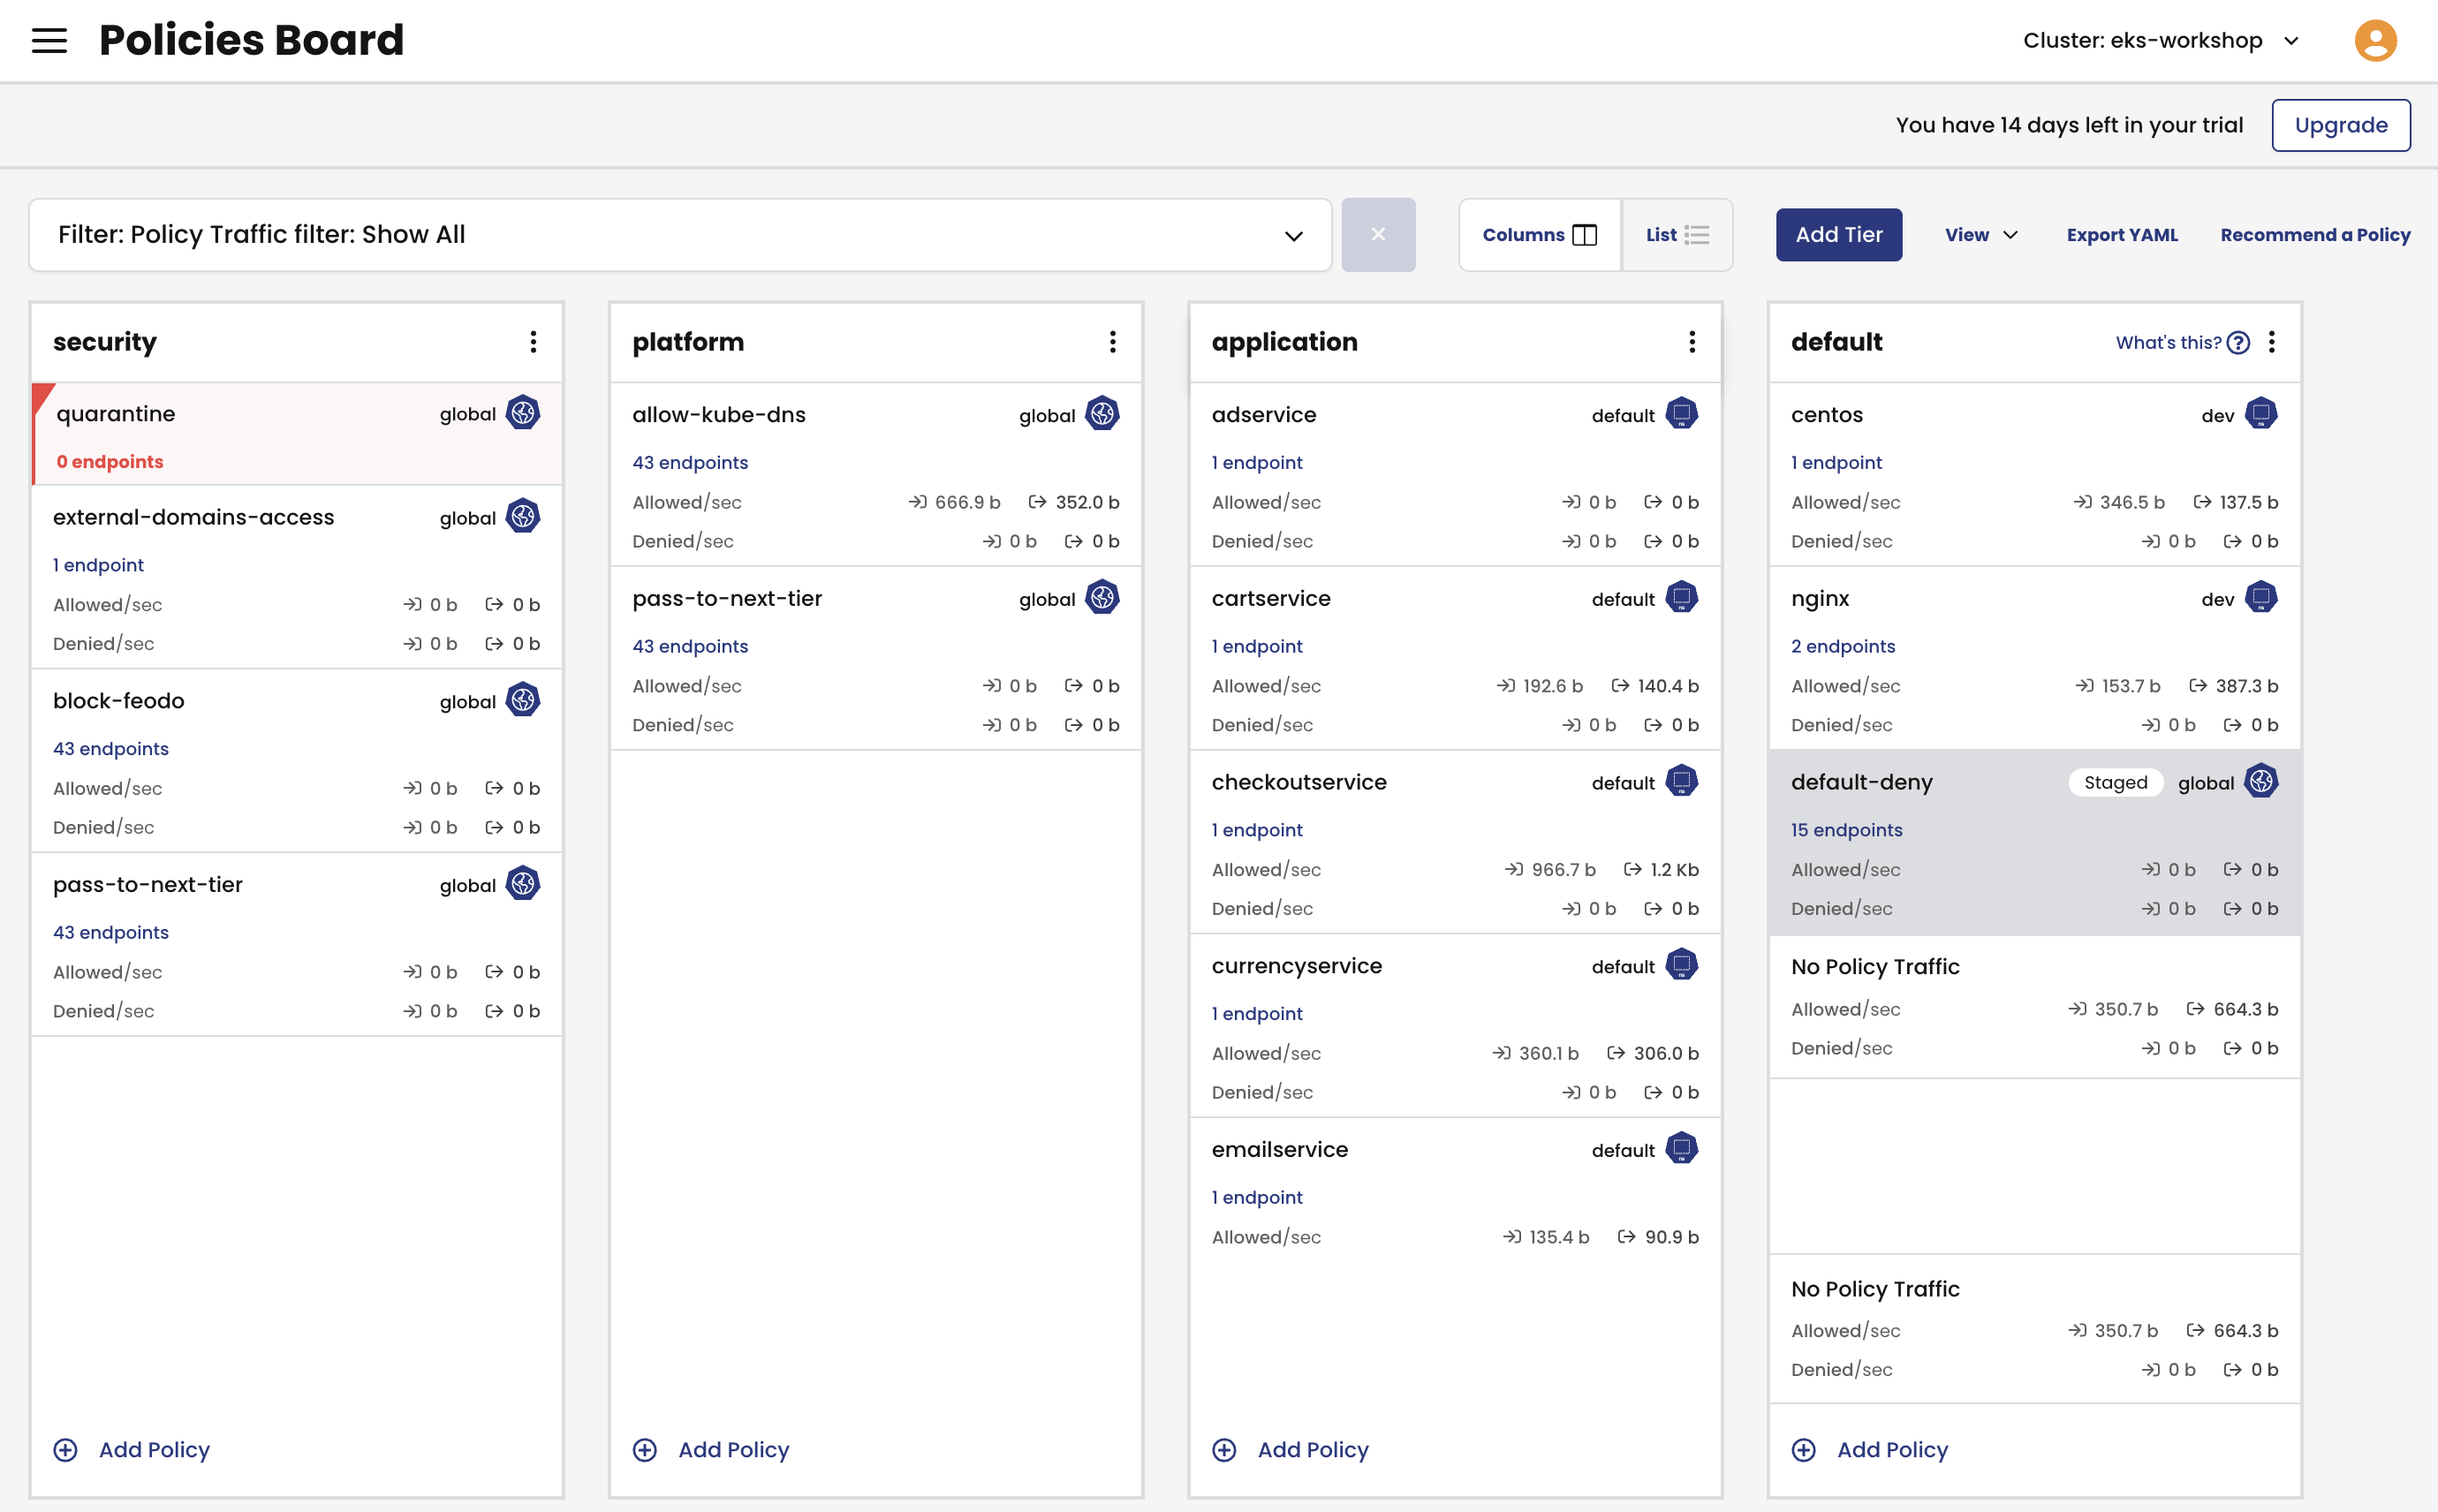 Policies Board
Cluster: eks-workshop
You have 14 days left in your trial
Upgrade
Filter: Policy Traffic filter: Show All
Columns
List
Add Tier
View
Export YAML
Recommend a Policy
security
quarantine global
0 endpoints
external-domains-access global
1 endpoint
Allowed/sec 0 b 0 b
Denied/sec 0 b 0 b
block-feodo global
43 endpoints
Allowed/sec 0 b 0 b
Denied/sec 0 b 0 b
pass-to-next-tier global
43 endpoints
Allowed/sec 0 b 0 b
Denied/sec 0 b 0 b
Add Policy
platform
allow-kube-dns global
43 endpoints
Allowed/sec 666.9 b 352.0 b
Denied/sec 0 b 0 b
pass-to-next-tier global
43 endpoints
Allowed/sec 0 b 0 b
Denied/sec 0 b 0 b
Add Policy
application
adservice default
1 endpoint
Allowed/sec 0 b 0 b
Denied/sec 0 b 0 b
cartservice default
1 endpoint
Allowed/sec 192.6 b 140.4 b
Denied/sec 0 b 0 b
checkoutservice default
1 endpoint
Allowed/sec 966.7 b 1.2 Kb
Denied/sec 0 b 0 b
currencyservice default
1 endpoint
Allowed/sec 360.1 b 306.0 b
Denied/sec 0 b 0 b
emailservice default
1 endpoint
Allowed/sec 135.4 b 90.9 b
Add Policy
default What's this? ?
centos dev
1 endpoint
Allowed/sec 346.5 b 137.5 b
Denied/sec 0 b 0 b
nginx dev
2 endpoints
Allowed/sec 153.7 b 387.3 b
Denied/sec 0 b 0 b
default-deny Staged global
15 endpoints
Allowed/sec 0 b 0 b
Denied/sec 0 b 0 b
No Policy Traffic
Allowed/sec 350.7 b 664.3 b
Denied/sec 0 b 0 b
No Policy Traffic
Allowed/sec 350.7 b 664.3 b
Denied/sec 0 b 0 b
Add Policy